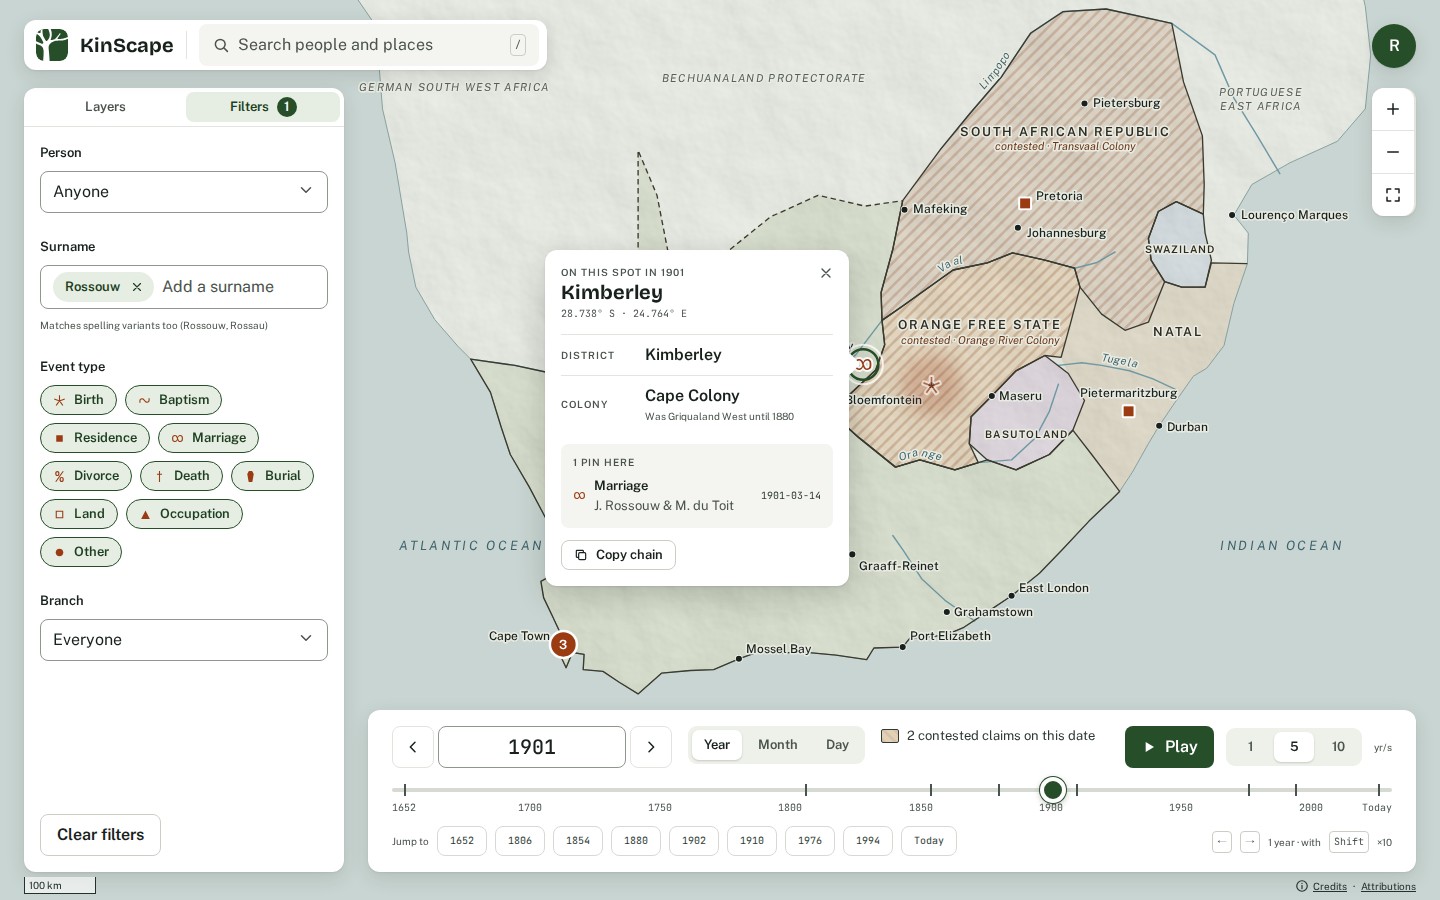 KinScape
Search people and places
/
R
Layers
Filters 1
Person
Anyone
Surname
Rossouw
Add a surname
Matches spelling variants too (Rossouw, Rossau)
Event type
Birth
Baptism
Residence
Marriage
Divorce
Death
Burial
Land
Occupation
Other
Branch
Everyone
Clear filters
100 km
GERMAN SOUTH WEST AFRICA
BECHUANALAND PROTECTORATE
Limpopo
PORTUGUESE
EAST AFRICA
Pietersburg
SOUTH AFRICAN REPUBLIC
contested · Transvaal Colony
Pretoria
Mafeking
Johannesburg
Lourenço Marques
SWAZILAND
Vaal
ORANGE FREE STATE
contested · Orange River Colony
NATAL
Tugela
Bloemfontein
Maseru
Pietermaritzburg
Durban
BASUTOLAND
Orange
ATLANTIC OCEAN
INDIAN OCEAN
Graaff-Reinet
East London
Grahamstown
Port Elizabeth
Cape Town
3
Mossel Bay
ON THIS SPOT IN 1901
Kimberley
28.738° S · 24.764° E
DISTRICT
Kimberley
COLONY
Cape Colony
Was Griqualand West until 1880
1 PIN HERE
Marriage
J. Rossouw & M. du Toit
1901-03-14
Copy chain
1901
Year
Month
Day
2 contested claims on this date
Play
1
5
10
yr/s
1652
1700
1750
1800
1850
1900
1950
2000
Today
Jump to
1652
1806
1854
1880
1902
1910
1976
1994
Today
← → 1 year · with Shift ×10
Credits · Attributions